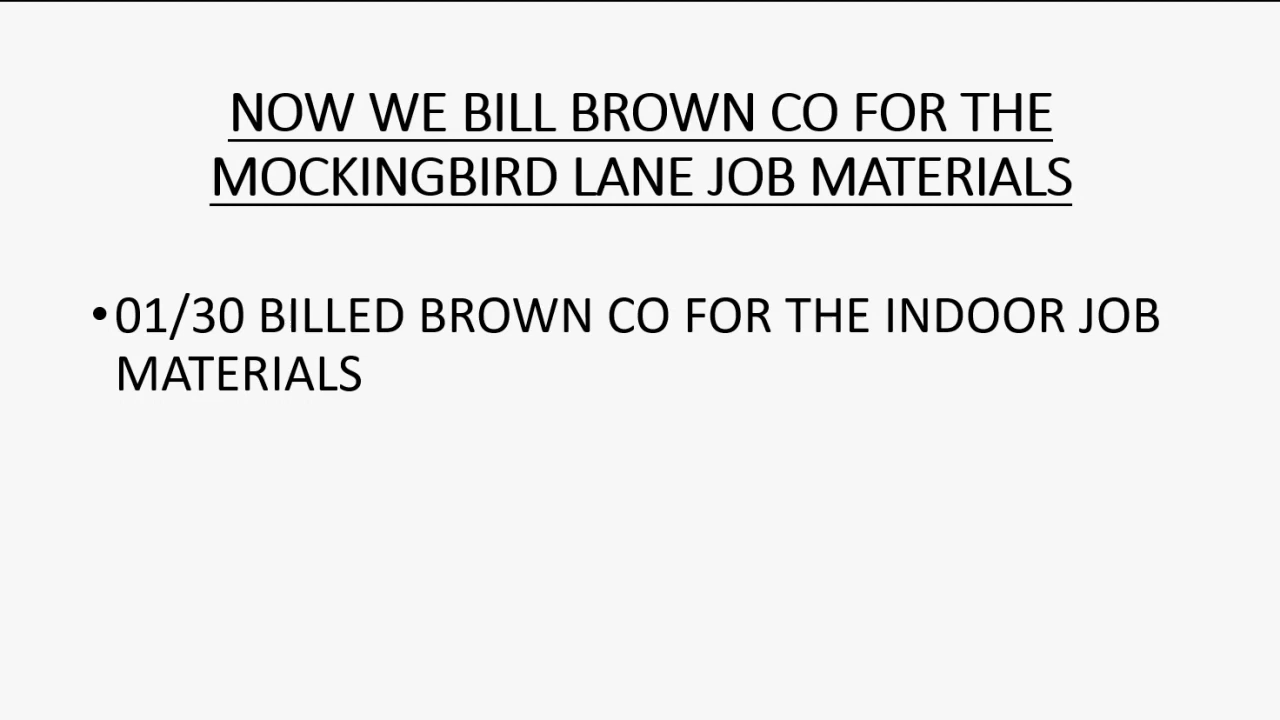 NOW WE BILL BROWN CO FOR THE
MOCKINGBIRD LANE JOB MATERIALS
•01/30 BILLED BROWN CO FOR THE INDOOR JOB
MATERIALS